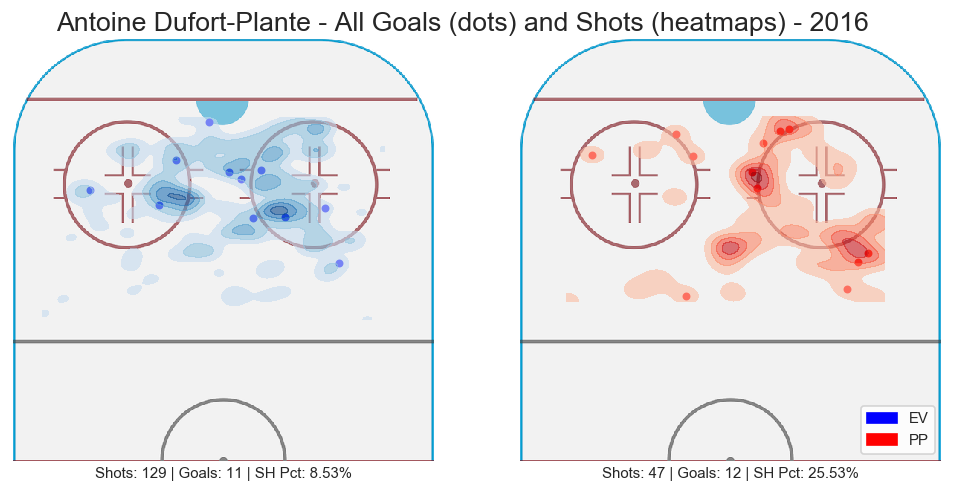 Antoine Dufort-Plante - All Goals (dots) and Shots (heatmaps) - 2016
EV
PP
Shots: 129 | Goals: 11 | SH Pct: 8.53%
Shots: 47 | Goals: 12 | SH Pct: 25.53%